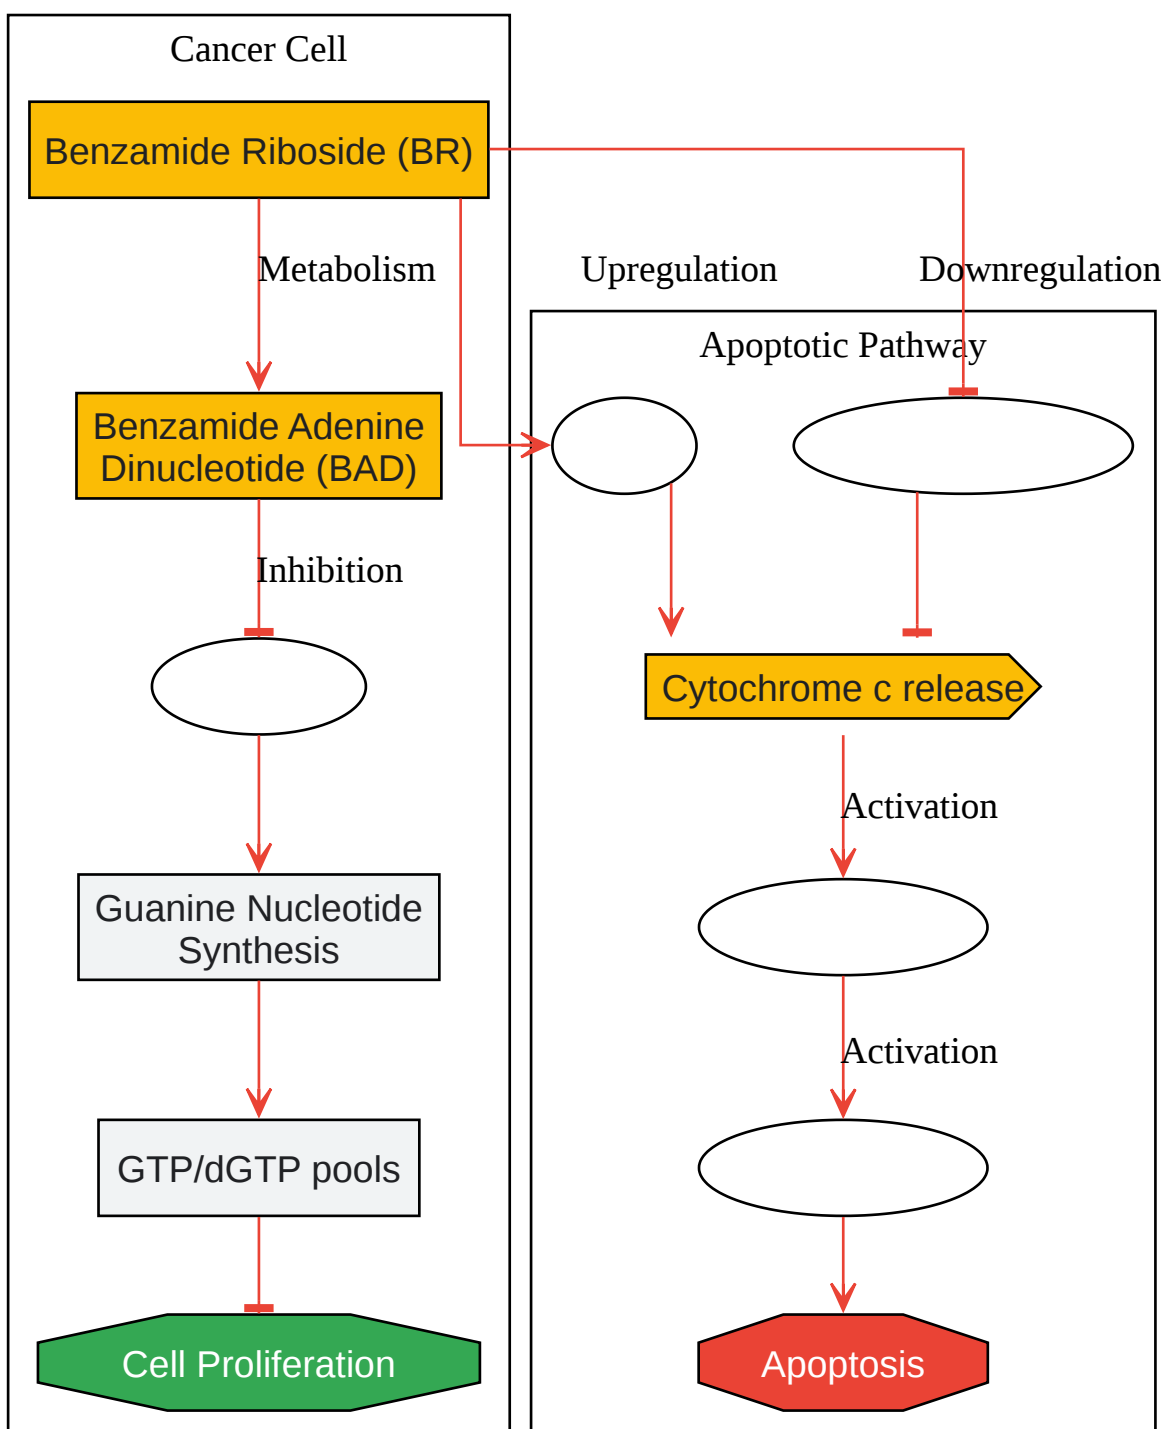 Cancer Cell
Benzamide Riboside (BR)
Metabolism
Upregulation
Downregulation
Apoptotic Pathway
Benzamide Adenine
Dinucleotide (BAD)
Inhibition
Cytochrome c release
Activation
Guanine Nucleotide
Synthesis
Activation
GTP/dGTP pools
Cell Proliferation
Apoptosis